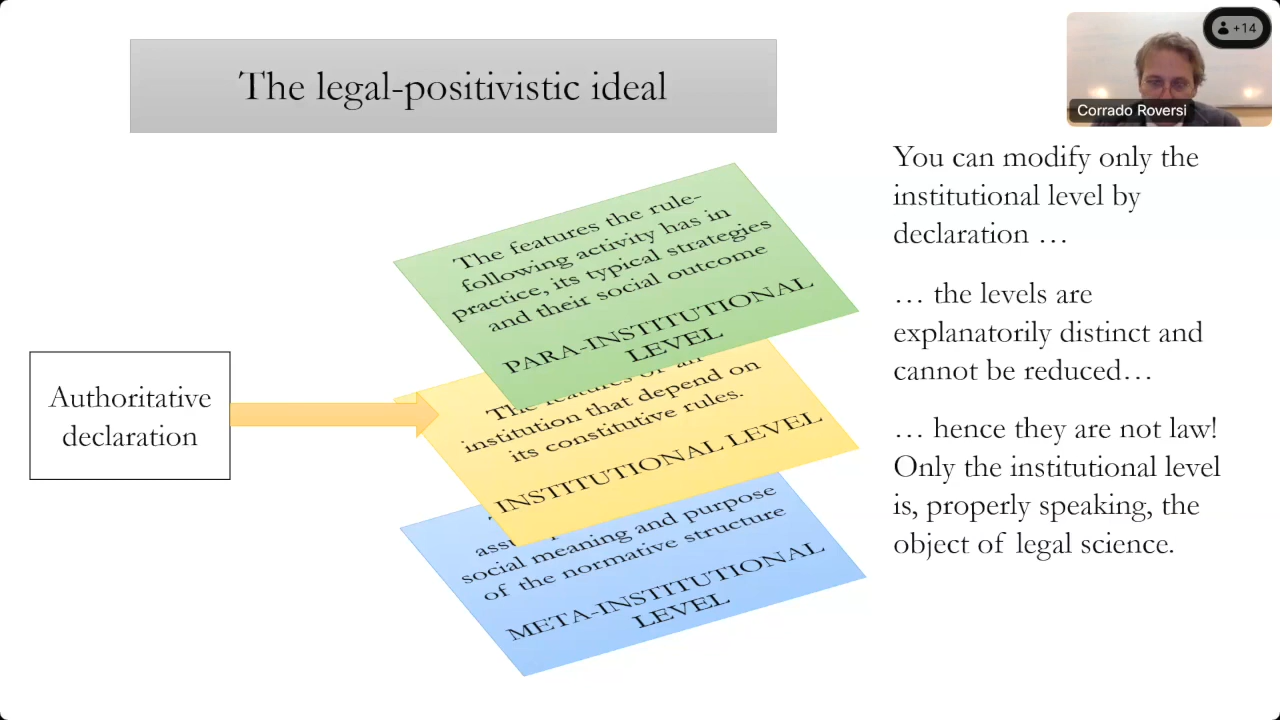 The legal-positivistic ideal
+14
Corrado Roversi
You can modify only the
institutional level by
declaration …
… the levels are
explanatorily distinct and
cannot be reduced…
… hence they are not law!
Only the institutional level
is, properly speaking, the
object of legal science.
Authoritative
declaration
The features the rule-
following activity has in
practice, its typical strategies
and their social outcome
PARA-INSTITUTIONAL
LEVEL
institution that depend on
its constitutive rules.
INSTITUTIONAL LEVEL
social meaning and purpose
of the normative structure
META-INSTITUTIONAL
LEVEL